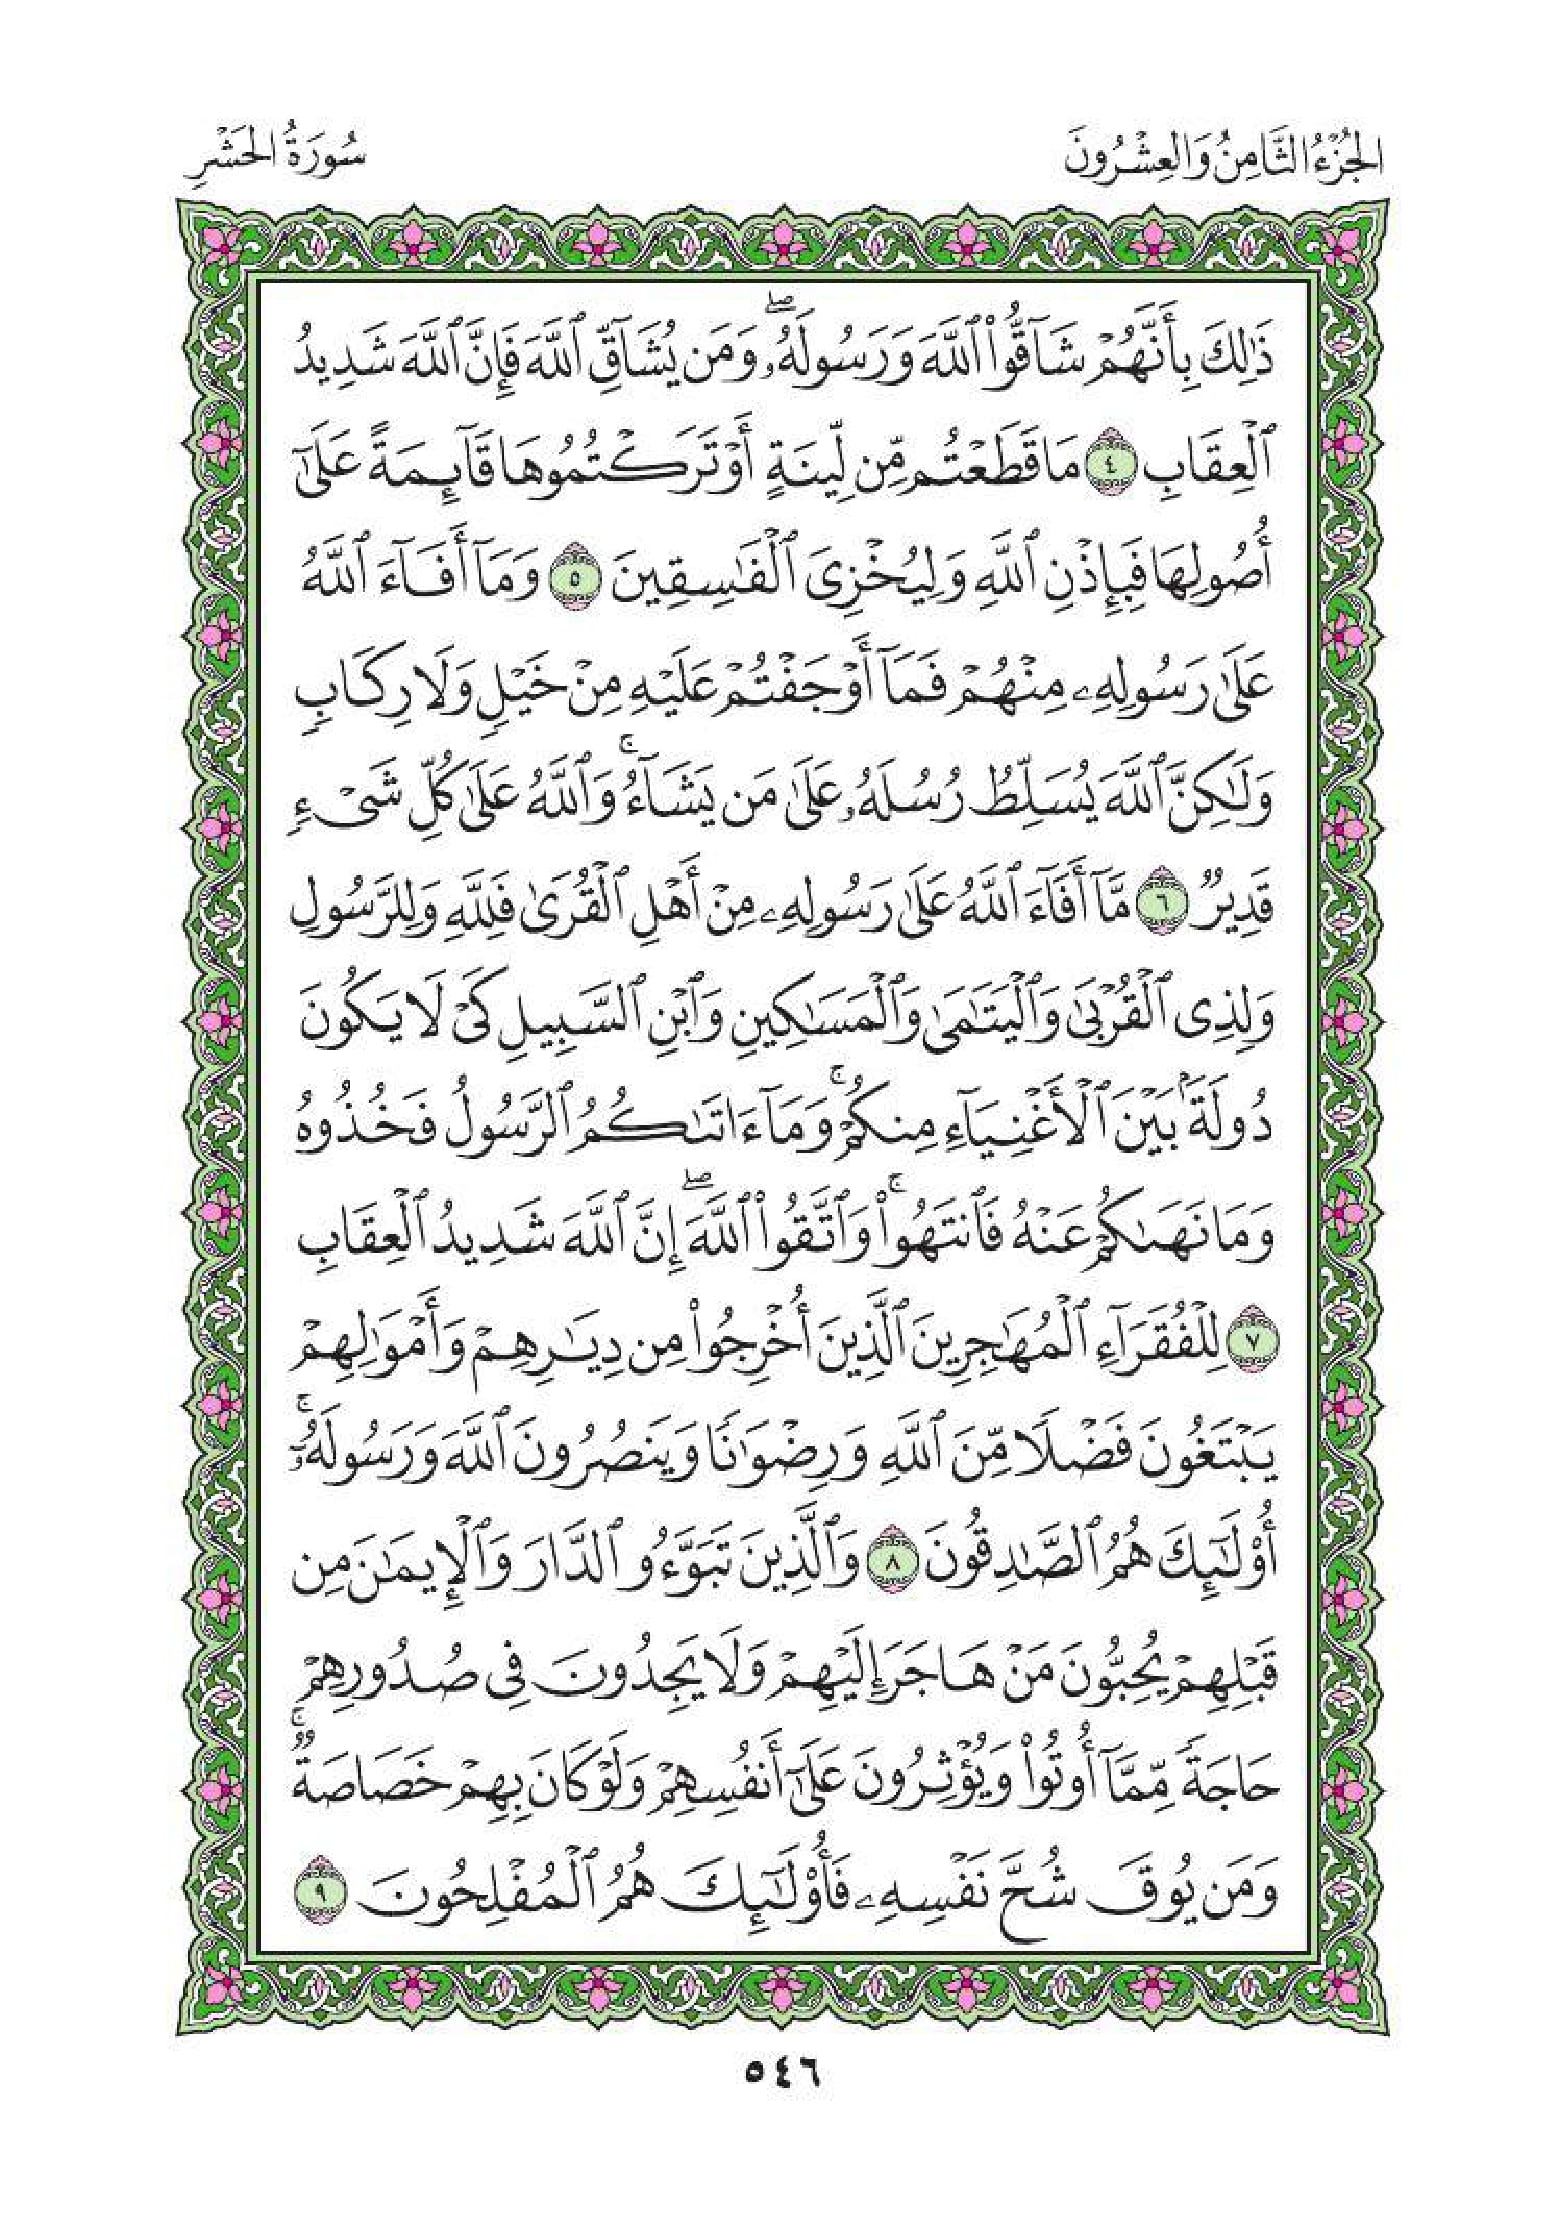 الجُزْءُ الثَّامِنُ وَالعِشْرُونَ
سُورَةُ الحَشْرِ
ذَٰلِكَ بِأَنَّهُمۡ شَآقُّواْ ٱللَّهَ وَرَسُولَهُۥۖ وَمَن يُشَآقِّ ٱللَّهَ فَإِنَّ ٱللَّهَ شَدِيدُ
ٱلۡعِقَابِ ٤ مَا قَطَعۡتُم مِّن لِّينَةٍ أَوۡ تَرَكۡتُمُوهَا قَآئِمَةً عَلَىٰٓ
أُصُولِهَا فَبِإِذۡنِ ٱللَّهِ وَلِيُخۡزِيَ ٱلۡفَٰسِقِينَ ٥ وَمَآ أَفَآءَ ٱللَّهُ
عَلَىٰ رَسُولِهِۦ مِنۡهُمۡ فَمَآ أَوۡجَفۡتُمۡ عَلَيۡهِ مِنۡ خَيۡلٖ وَلَا رِكَابٖ
وَلَٰكِنَّ ٱللَّهَ يُسَلِّطُ رُسُلَهُۥ عَلَىٰ مَن يَشَآءُۚ وَٱللَّهُ عَلَىٰ كُلِّ شَيۡءٖ
قَدِيرٞ ٦ مَّآ أَفَآءَ ٱللَّهُ عَلَىٰ رَسُولِهِۦ مِنۡ أَهۡلِ ٱلۡقُرَىٰ فَلِلَّهِ وَلِلرَّسُولِ
وَلِذِي ٱلۡقُرۡبَىٰ وَٱلۡيَتَٰمَىٰ وَٱلۡمَسَٰكِينِ وَٱبۡنِ ٱلسَّبِيلِ كَيۡ لَا يَكُونَ
دُولَةَۢ بَيۡنَ ٱلۡأَغۡنِيَآءِ مِنكُمۡۚ وَمَآ ءَاتَىٰكُمُ ٱلرَّسُولُ فَخُذُوهُ
وَمَا نَهَىٰكُمۡ عَنۡهُ فَٱنتَهُواْۚ وَٱتَّقُواْ ٱللَّهَۖ إِنَّ ٱللَّهَ شَدِيدُ ٱلۡعِقَابِ
٧ لِلۡفُقَرَآءِ ٱلۡمُهَٰجِرِينَ ٱلَّذِينَ أُخۡرِجُواْ مِن دِيَٰرِهِمۡ وَأَمۡوَٰلِهِمۡ
يَبۡتَغُونَ فَضۡلٗا مِّنَ ٱللَّهِ وَرِضۡوَٰنٗا وَيَنصُرُونَ ٱللَّهَ وَرَسُولَهُۥٓۚ
أُوْلَٰٓئِكَ هُمُ ٱلصَّٰدِقُونَ ٨ وَٱلَّذِينَ تَبَوَّءُو ٱلدَّارَ وَٱلۡإِيمَٰنَ مِن
قَبۡلِهِمۡ يُحِبُّونَ مَنۡ هَاجَرَ إِلَيۡهِمۡ وَلَا يَجِدُونَ فِي صُدُورِهِمۡ
حَاجَةٗ مِّمَّآ أُوتُواْ وَيُؤۡثِرُونَ عَلَىٰٓ أَنفُسِهِمۡ وَلَوۡ كَانَ بِهِمۡ خَصَاصَةٞۚ
وَمَن يُوقَ شُحَّ نَفۡسِهِۦ فَأُوْلَٰٓئِكَ هُمُ ٱلۡمُفۡلِحُونَ ٩
٥٤٦